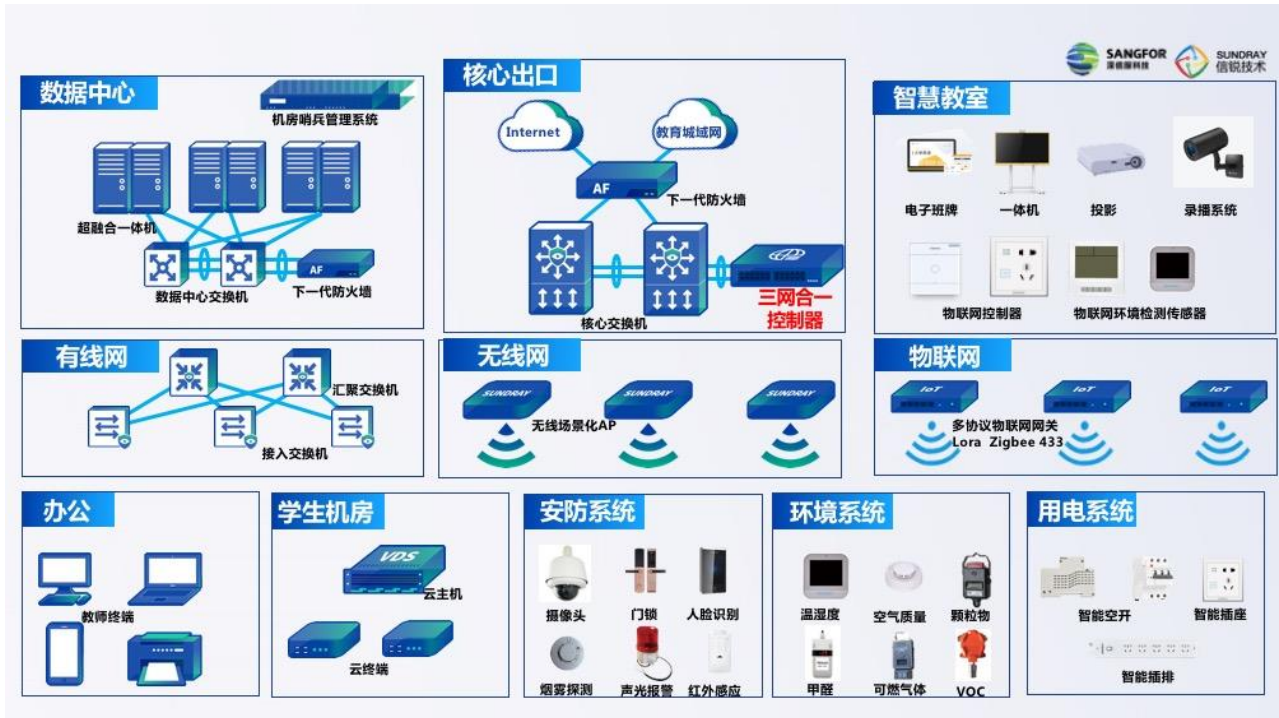 SANGFOR
深信服科技
SUNDRAY
信锐技术
数据中心
机房哨兵管理系统
超融合一体机
AF
数据中心交换机
下一代防火墙
核心出口
Internet
教育城域网
AF
下一代防火墙
核心交换机
三网合一
控制器
智慧教室
电子班牌
一体机
投影
录播系统
物联网控制器
物联网环境检测传感器
有线网
汇聚交换机
接入交换机
无线网
SUNDRAY
SUNDRAY
SUNDRAY
无线场景化AP
物联网
IoT
IoT
IoT
多协议物联网网关
Lora Zigbee 433
办公
教师终端
学生机房
VDS
云主机
云终端
安防系统
摄像头
门锁
人脸识别
烟雾探测
声光报警
红外感应
环境系统
温湿度
空气质量
颗粒物
甲醛
可燃气体
VOC
用电系统
智能空开
智能插座
智能插排